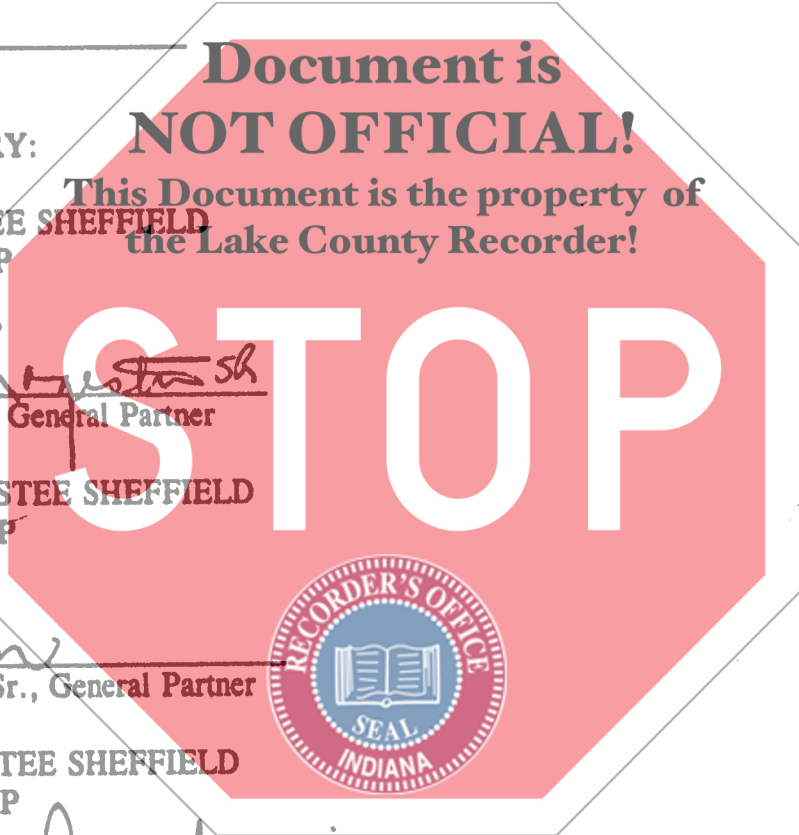 Document is
NOT OFFICIAL!
RY:
This Document is the property of
EE SHEFFIELD
the Lake County Recorder!
P
STOP
General Partner
STEE SHEFFIELD
P
RECORDER'S OFFICE
SEAL
INDIANA
Sr., General Partner
TEE SHEFFIELD
P